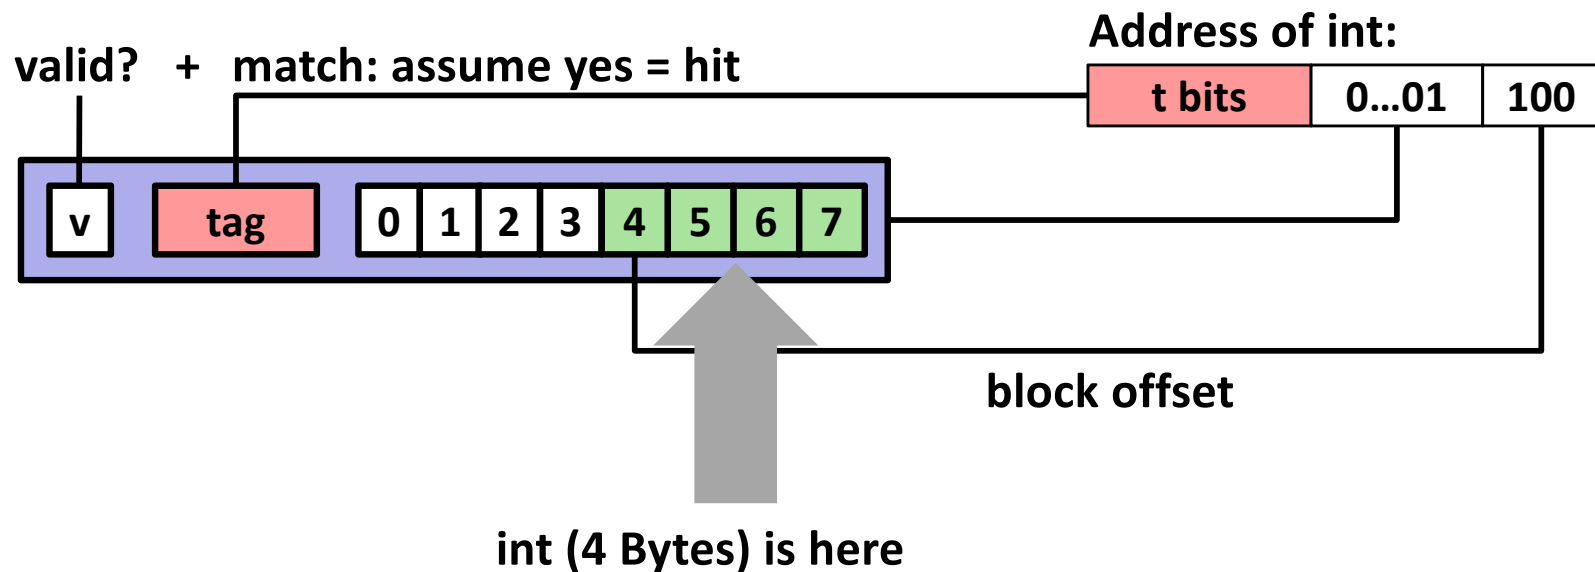 Address of int:
valid? + match: assume yes = hit
t bits 0...01 100
v tag 0 1 2 3 4 5 6 7
block offset
int (4 Bytes) is here